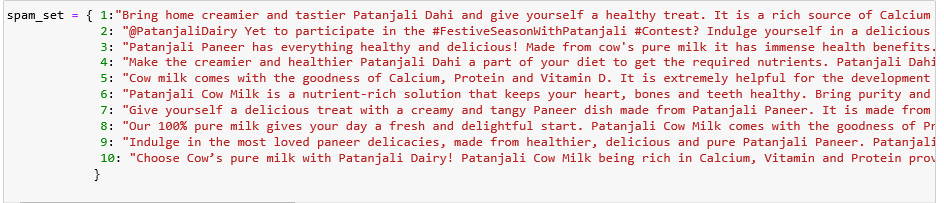 spam_set = { 1:"Bring home creamier and tastier Patanjali Dahi and give yourself a healthy treat. It is a rich source of Calcium
2: "@PatanjaliDairy Yet to participate in the #FestiveSeasonWithPatanjali #Contest? Indulge yourself in a delicious
3: "Patanjali Paneer has everything healthy and delicious! Made from cow's pure milk it has immense health benefits.
4: "Make the creamier and healthier Patanjali Dahi a part of your diet to get the required nutrients. Patanjali Dahi
5: "Cow milk comes with the goodness of Calcium, Protein and Vitamin D. It is extremely helpful for the development
6: "Patanjali Cow Milk is a nutrient-rich solution that keeps your heart, bones and teeth healthy. Bring purity and
7: "Give yourself a delicious treat with a creamy and tangy Paneer dish made from Patanjali Paneer. It is made from
8: "Our 100% pure milk gives your day a fresh and delightful start. Patanjali Cow Milk comes with the goodness of Pr
9: "Indulge in the most loved paneer delicacies, made from healthier, delicious and pure Patanjali Paneer. Patanjali
10: "Choose Cow’s pure milk with Patanjali Dairy! Patanjali Cow Milk being rich in Calcium, Vitamin and Protein prov
}